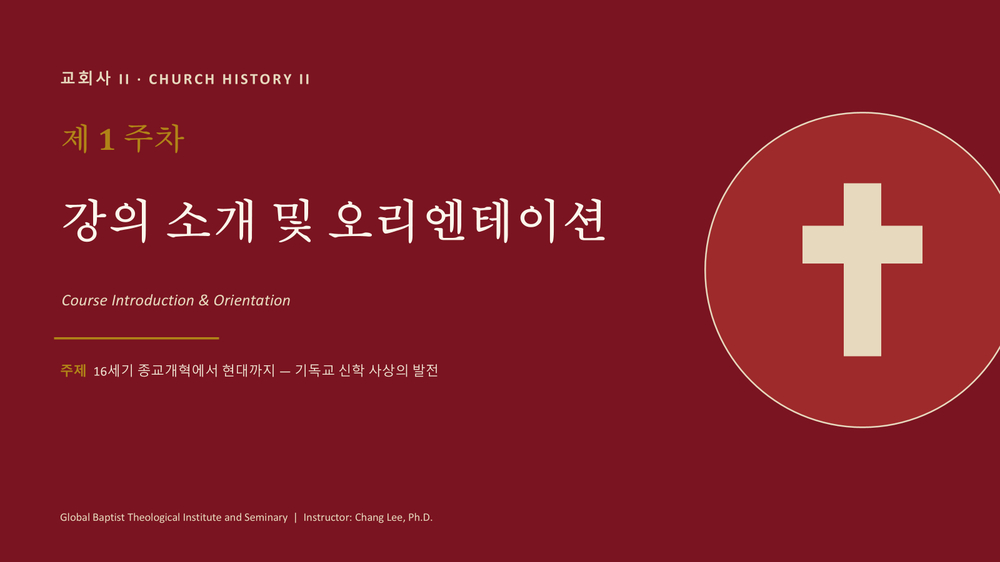 교회사 II · CHURCH HISTORY II
제 1 주차
강의 소개 및 오리엔테이션
Course Introduction & Orientation
주제 16세기 종교개혁에서 현대까지 — 기독교 신학 사상의 발전
Global Baptist Theological Institute and Seminary | Instructor: Chang Lee, Ph.D.